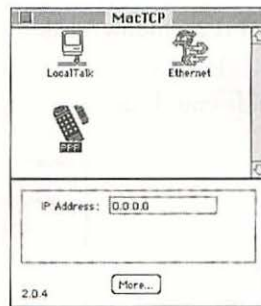 MacTCP
LocalTalk Ethernet
PPP
IP Address: 0.0.0.0
More...
2.0.4